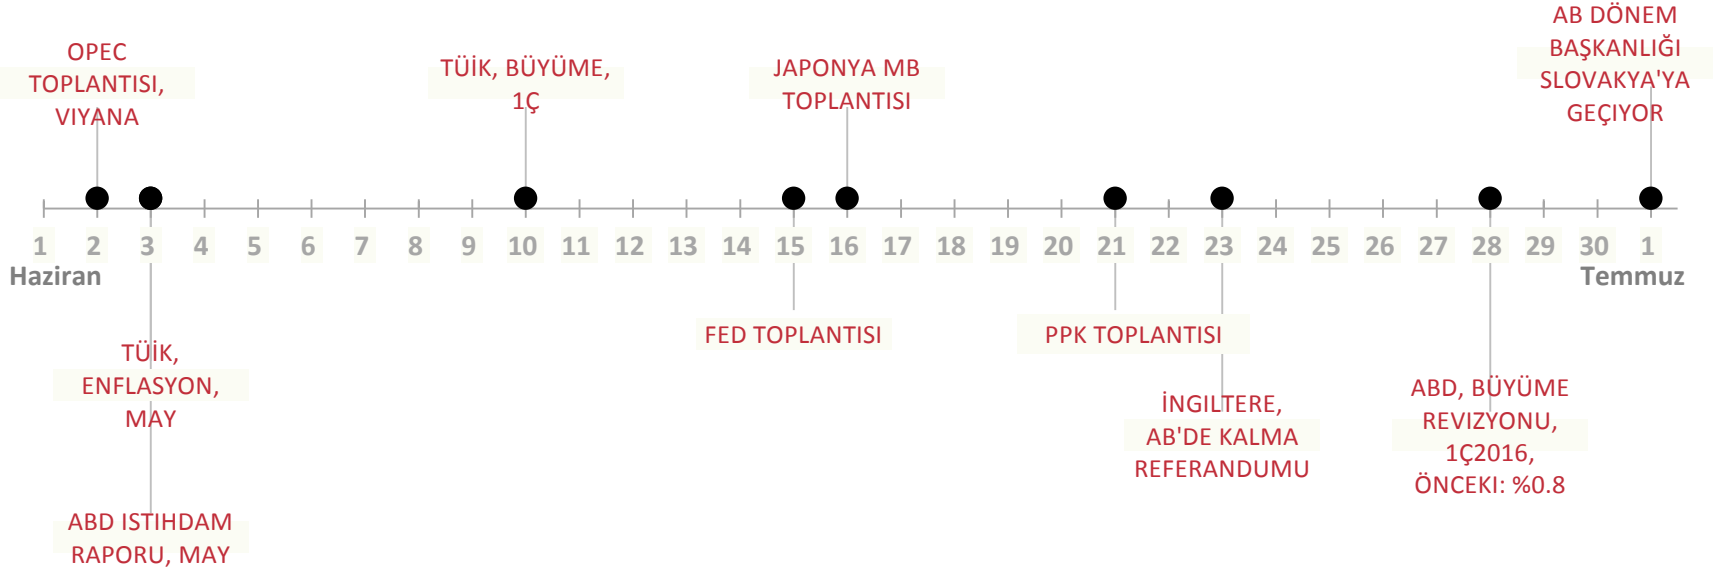 OPEC
TOPLANTISI,
VIYANA
TÜİK, BÜYÜME,
1Ç
JAPONYA MB
TOPLANTISI
AB DÖNEM
BAŞKANLIĞI
SLOVAKYA'YA
GEÇIYOR
1 2 3 4 5 6 7 8 9 10 11 12 13 14 15 16 17 18 19 20 21 22 23 24 25 26 27 28 29 30 1
Haziran Temmuz
TÜİK,
ENFLASYON,
MAY
ABD ISTIHDAM
RAPORU, MAY
FED TOPLANTISI
PPK TOPLANTISI
İNGILTERE,
AB'DE KALMA
REFERANDUMU
ABD, BÜYÜME
REVIZYONU,
1Ç2016,
ÖNCEKI: %0.8